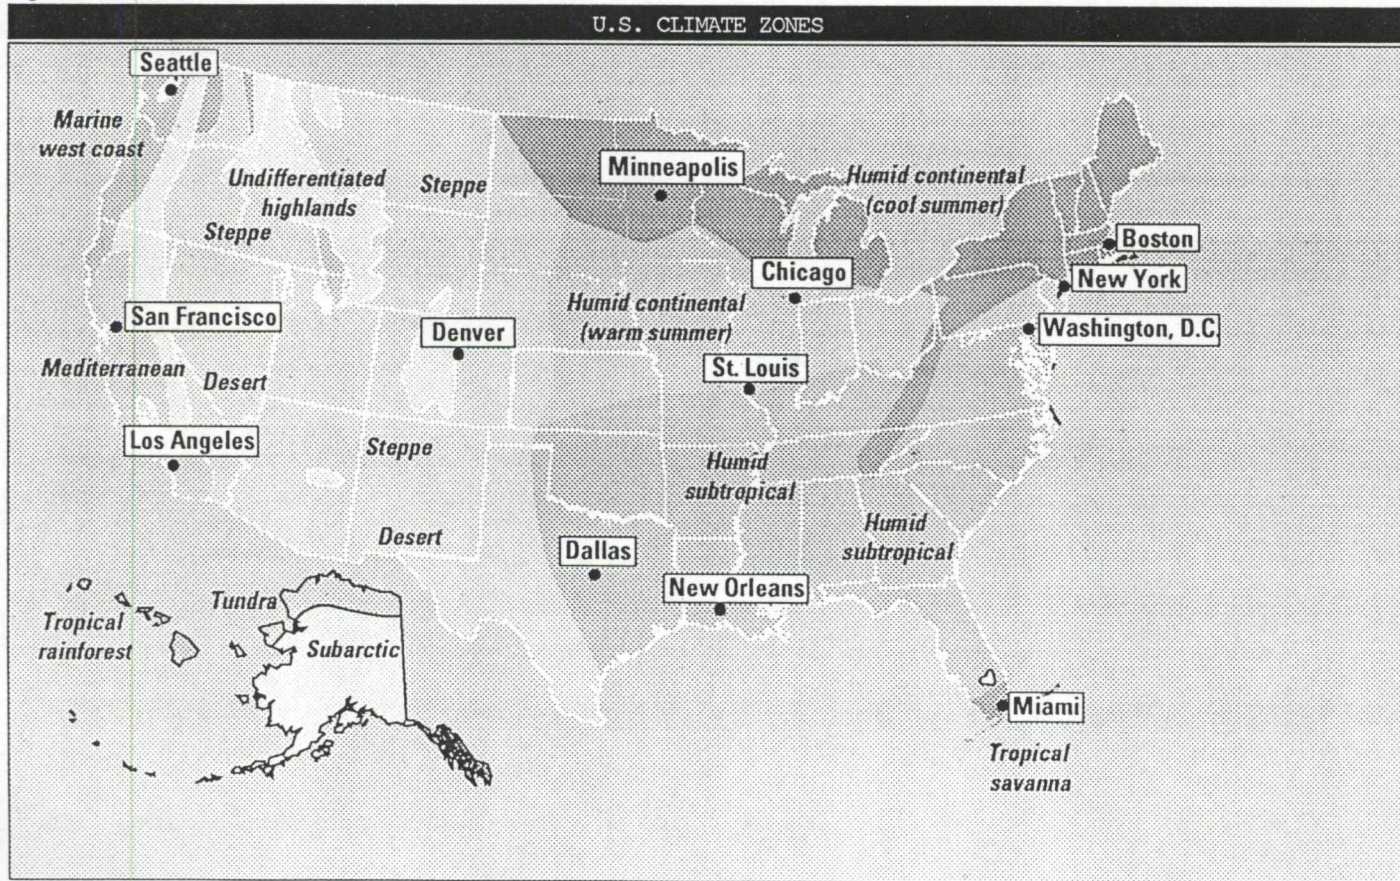 U.S. CLIMATE ZONES
Seattle
Marine
west coast
Undifferentiated
highlands
Steppe
Steppe
Minneapolis
Humid continental
(cool summer)
Boston
New York
Chicago
San Francisco
Denver
Humid continental
(warm summer)
Washington, D.C.
Mediterranean
Desert
St. Louis
Los Angeles
Steppe
Humid
subtropical
Desert
Dallas
Humid
subtropical
New Orleans
Tropical
rainforest
Tundra
Subarctic
Miami
Tropical
savanna